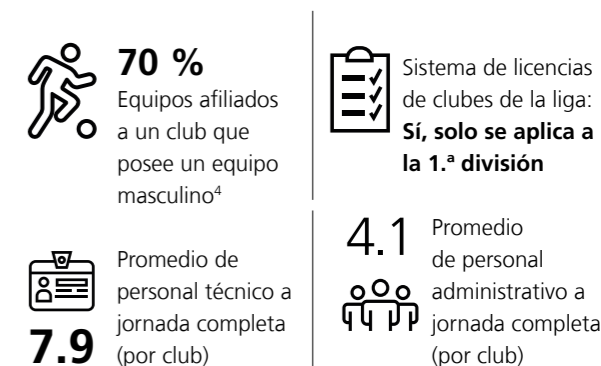 70 %
Equipos afiliados
a un club que
posee un equipo
masculino4
Sistema de licencias
de clubes de la liga:
Sí, solo se aplica a
la 1.ª división
Promedio de
personal técnico a
jornada completa
(por club)
7.9
4.1
Promedio
de personal
administrativo a
jornada completa
(por club)